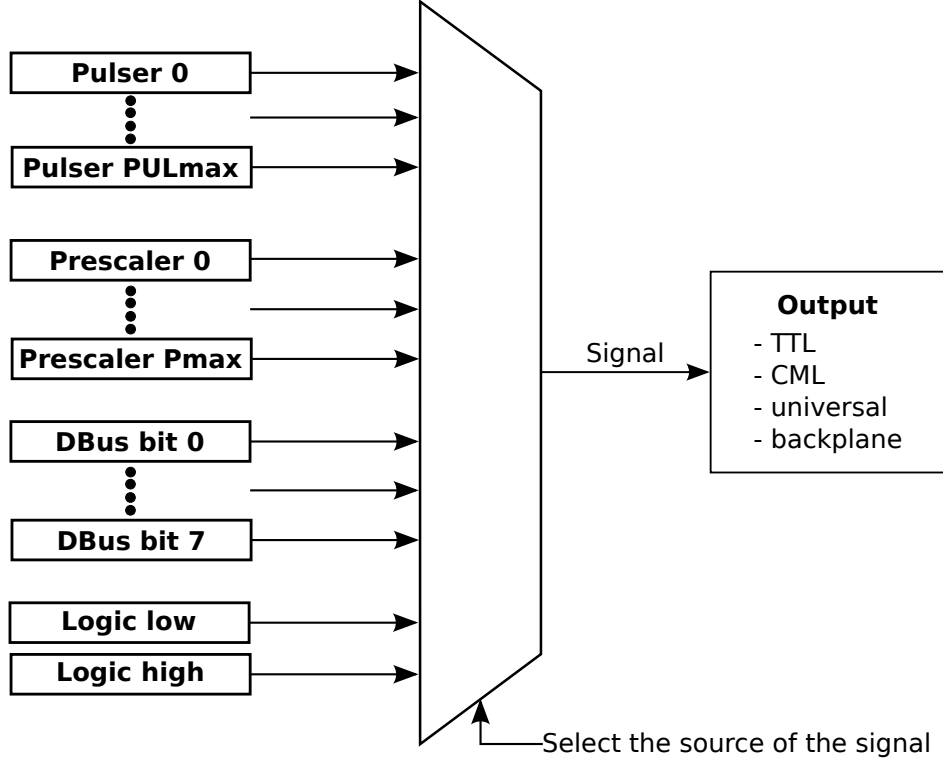 Pulser 0
Pulser PULmax
Prescaler 0
Prescaler Pmax
DBus bit 0
DBus bit 7
Logic low
Logic high
Signal
Output
- TTL
- CML
- universal
- backplane
Select the source of the signal